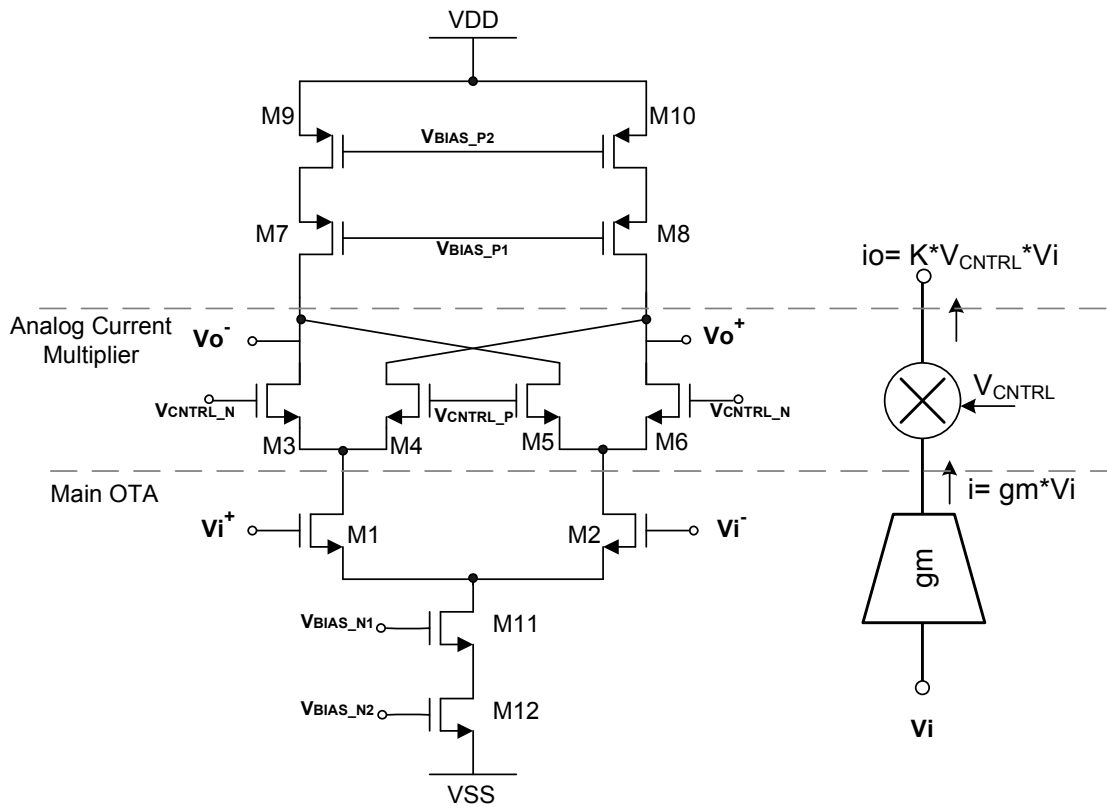 VDD
M9
M10
VBIAS_P2
M7
VBIAS_P1
M8
io= K*VCNTRL*Vi
Analog Current
Multiplier
Vo-
Vo+
VCNTRL
VCNTRL_N
VCNTRL_P
VCNTRL_N
M3
M4
M5
M6
Main OTA
i= gm*Vi
Vi+
M1
M2
Vi-
gm
VBIAS_N1
M11
VBIAS_N2
M12
Vi
VSS